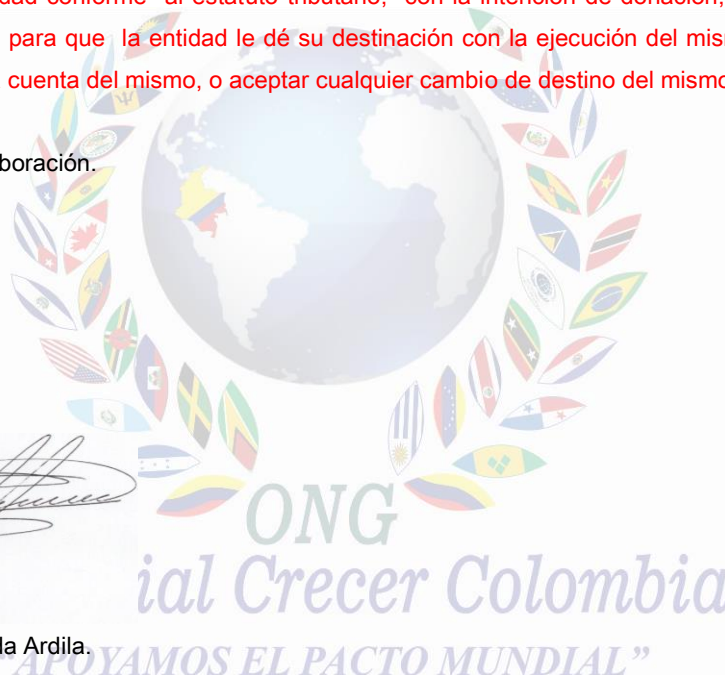 dad conforme al estatuto tributario, con la intención de donación,
para que la entidad le dé su destinación con la ejecución del mism
cuenta del mismo, o aceptar cualquier cambio de destino del mismo
boración.
ONG
ial Crecer Colombia
la Ardila.
“APOYAMOS EL PACTO MUNDIAL”